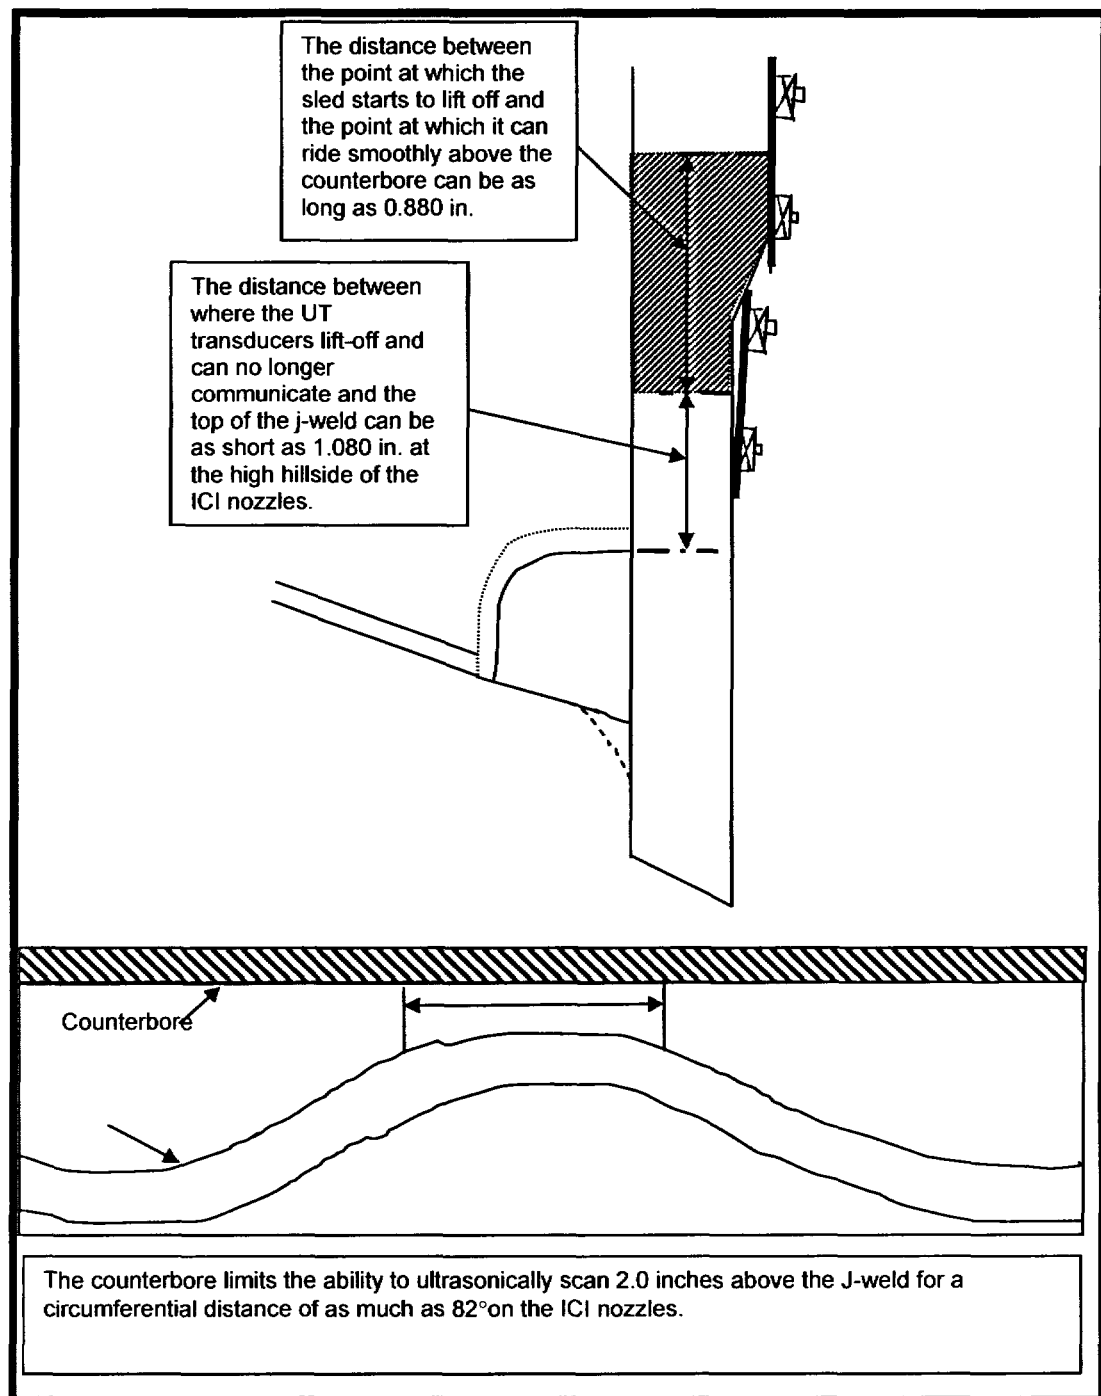 The distance between
the point at which the
sled starts to lift off and
the point at which it can
ride smoothly above the
counterbore can be as
long as 0.880 in.
The distance between
where the UT
transducers lift-off and
can no longer
communicate and the
top of the j-weld can be
as short as 1.080 in. at
the high hillside of the
ICI nozzles.
Counterbore
The counterbore limits the ability to ultrasonically scan 2.0 inches above the J-weld for a
circumferential distance of as much as 82°on the ICI nozzles.